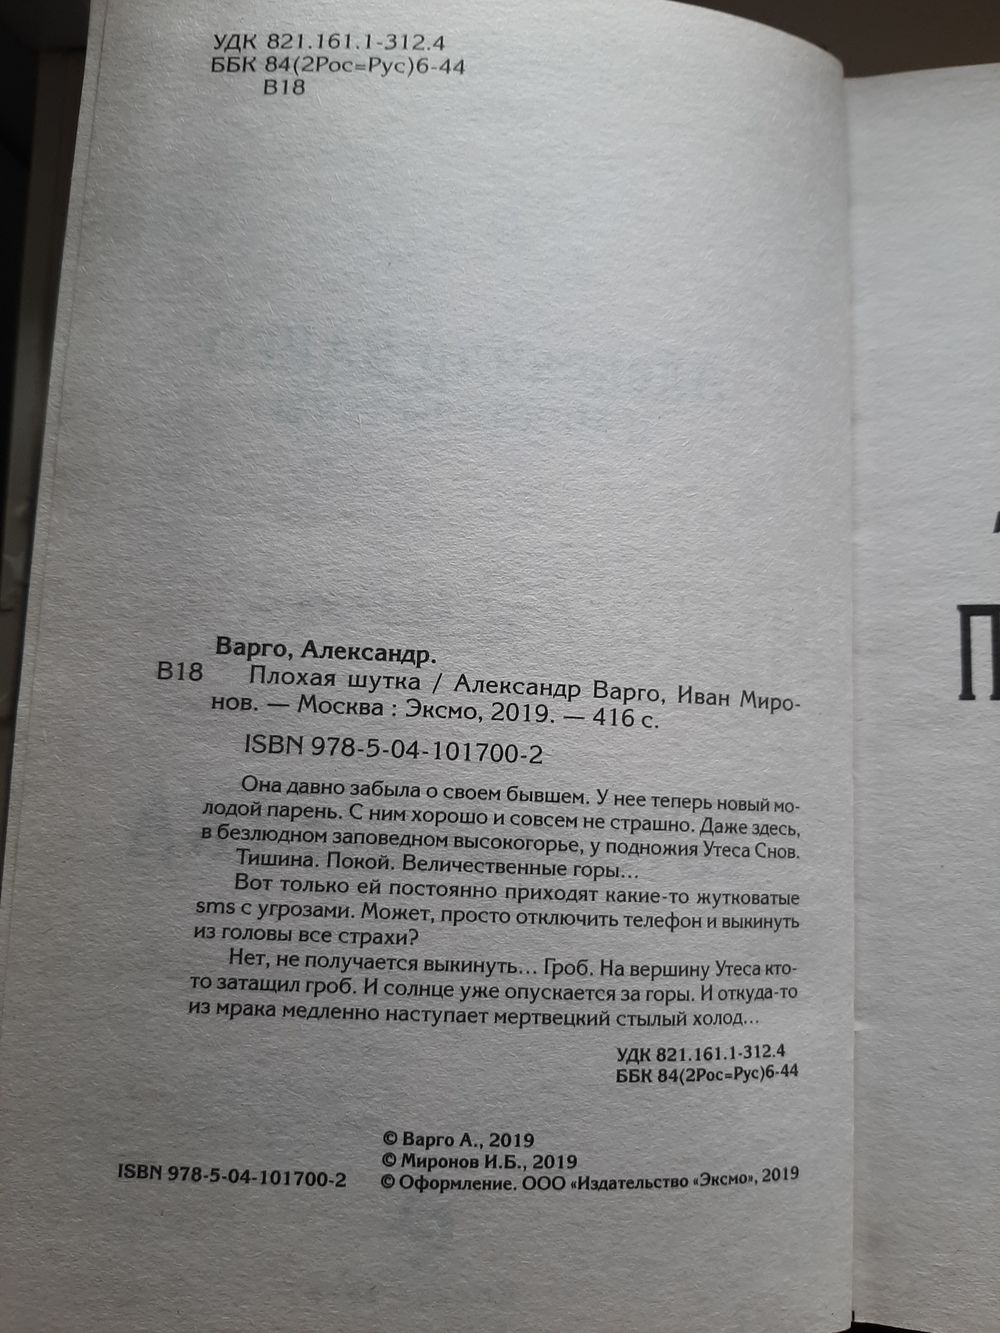 УДК 821.161.1-312.4
ББК 84(2Рос=Рус)6-44
В18
Варго, Александр.
В18 Плохая шутка / Александр Варго, Иван Миро-
нов. — Москва : Эксмо, 2019. — 416 с.
ISBN 978-5-04-101700-2
Она давно забыла о своем бывшем. У нее теперь новый мо-
лодой парень. С ним хорошо и совсем не страшно. Даже здесь,
в безлюдном заповедном высокогорье, у подножия Утеса Снов.
Тишина. Покой. Величественные горы...
Вот только ей постоянно приходят какие-то жутковатые
sms с угрозами. Может, просто отключить телефон и выкинуть
из головы все страхи?
Нет, не получается выкинуть... Гроб. На вершину Утеса кто-
то затащил гроб. И солнце уже опускается за горы. И откуда-то
из мрака медленно наступает мертвецкий стылый холод...
УДК 821.161.1-312.4
ББК 84(2Рос=Рус)6-44
© Варго А., 2019
© Миронов И.Б., 2019
ISBN 978-5-04-101700-2 © Оформление. ООО «Издательство «Эксмо», 2019
П